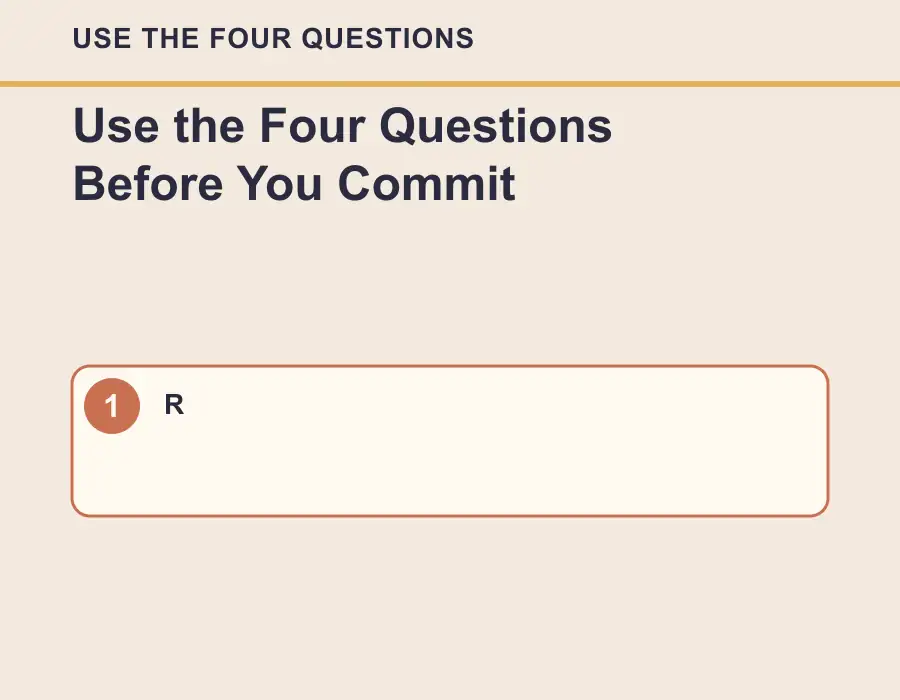 USE THE FOUR QUESTIONS
Use the Four Questions
Before You Commit
1 R